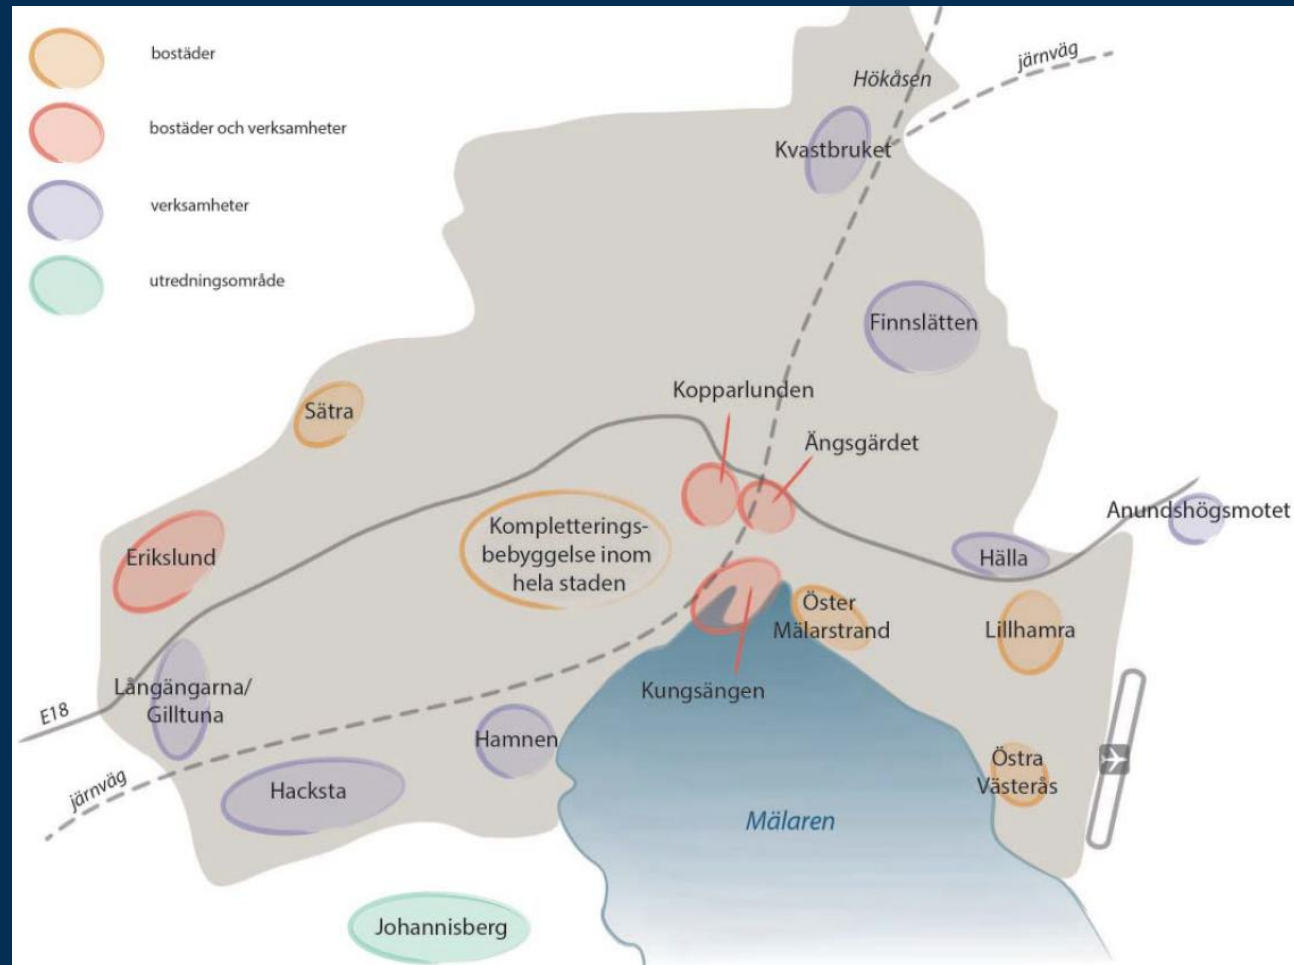 bostäder
bostäder och verksamheter
verksamheter
utredningsområde
järnväg
Hökåsen
Kvastbruket
Finnslätten
Kopparlunden
Sätra
Ängsgärdet
Anundshögsmotet
Kompletterings-
bebyggelse inom
hela staden
Erikslund
Hälla
Öster
Mälarstrand
Lillhamra
Långängarna/
Gilltuna
Kungsängen
E18
Hamnen
Östra
Västerås
järnväg
Hacksta
Mälaren
Johannisberg